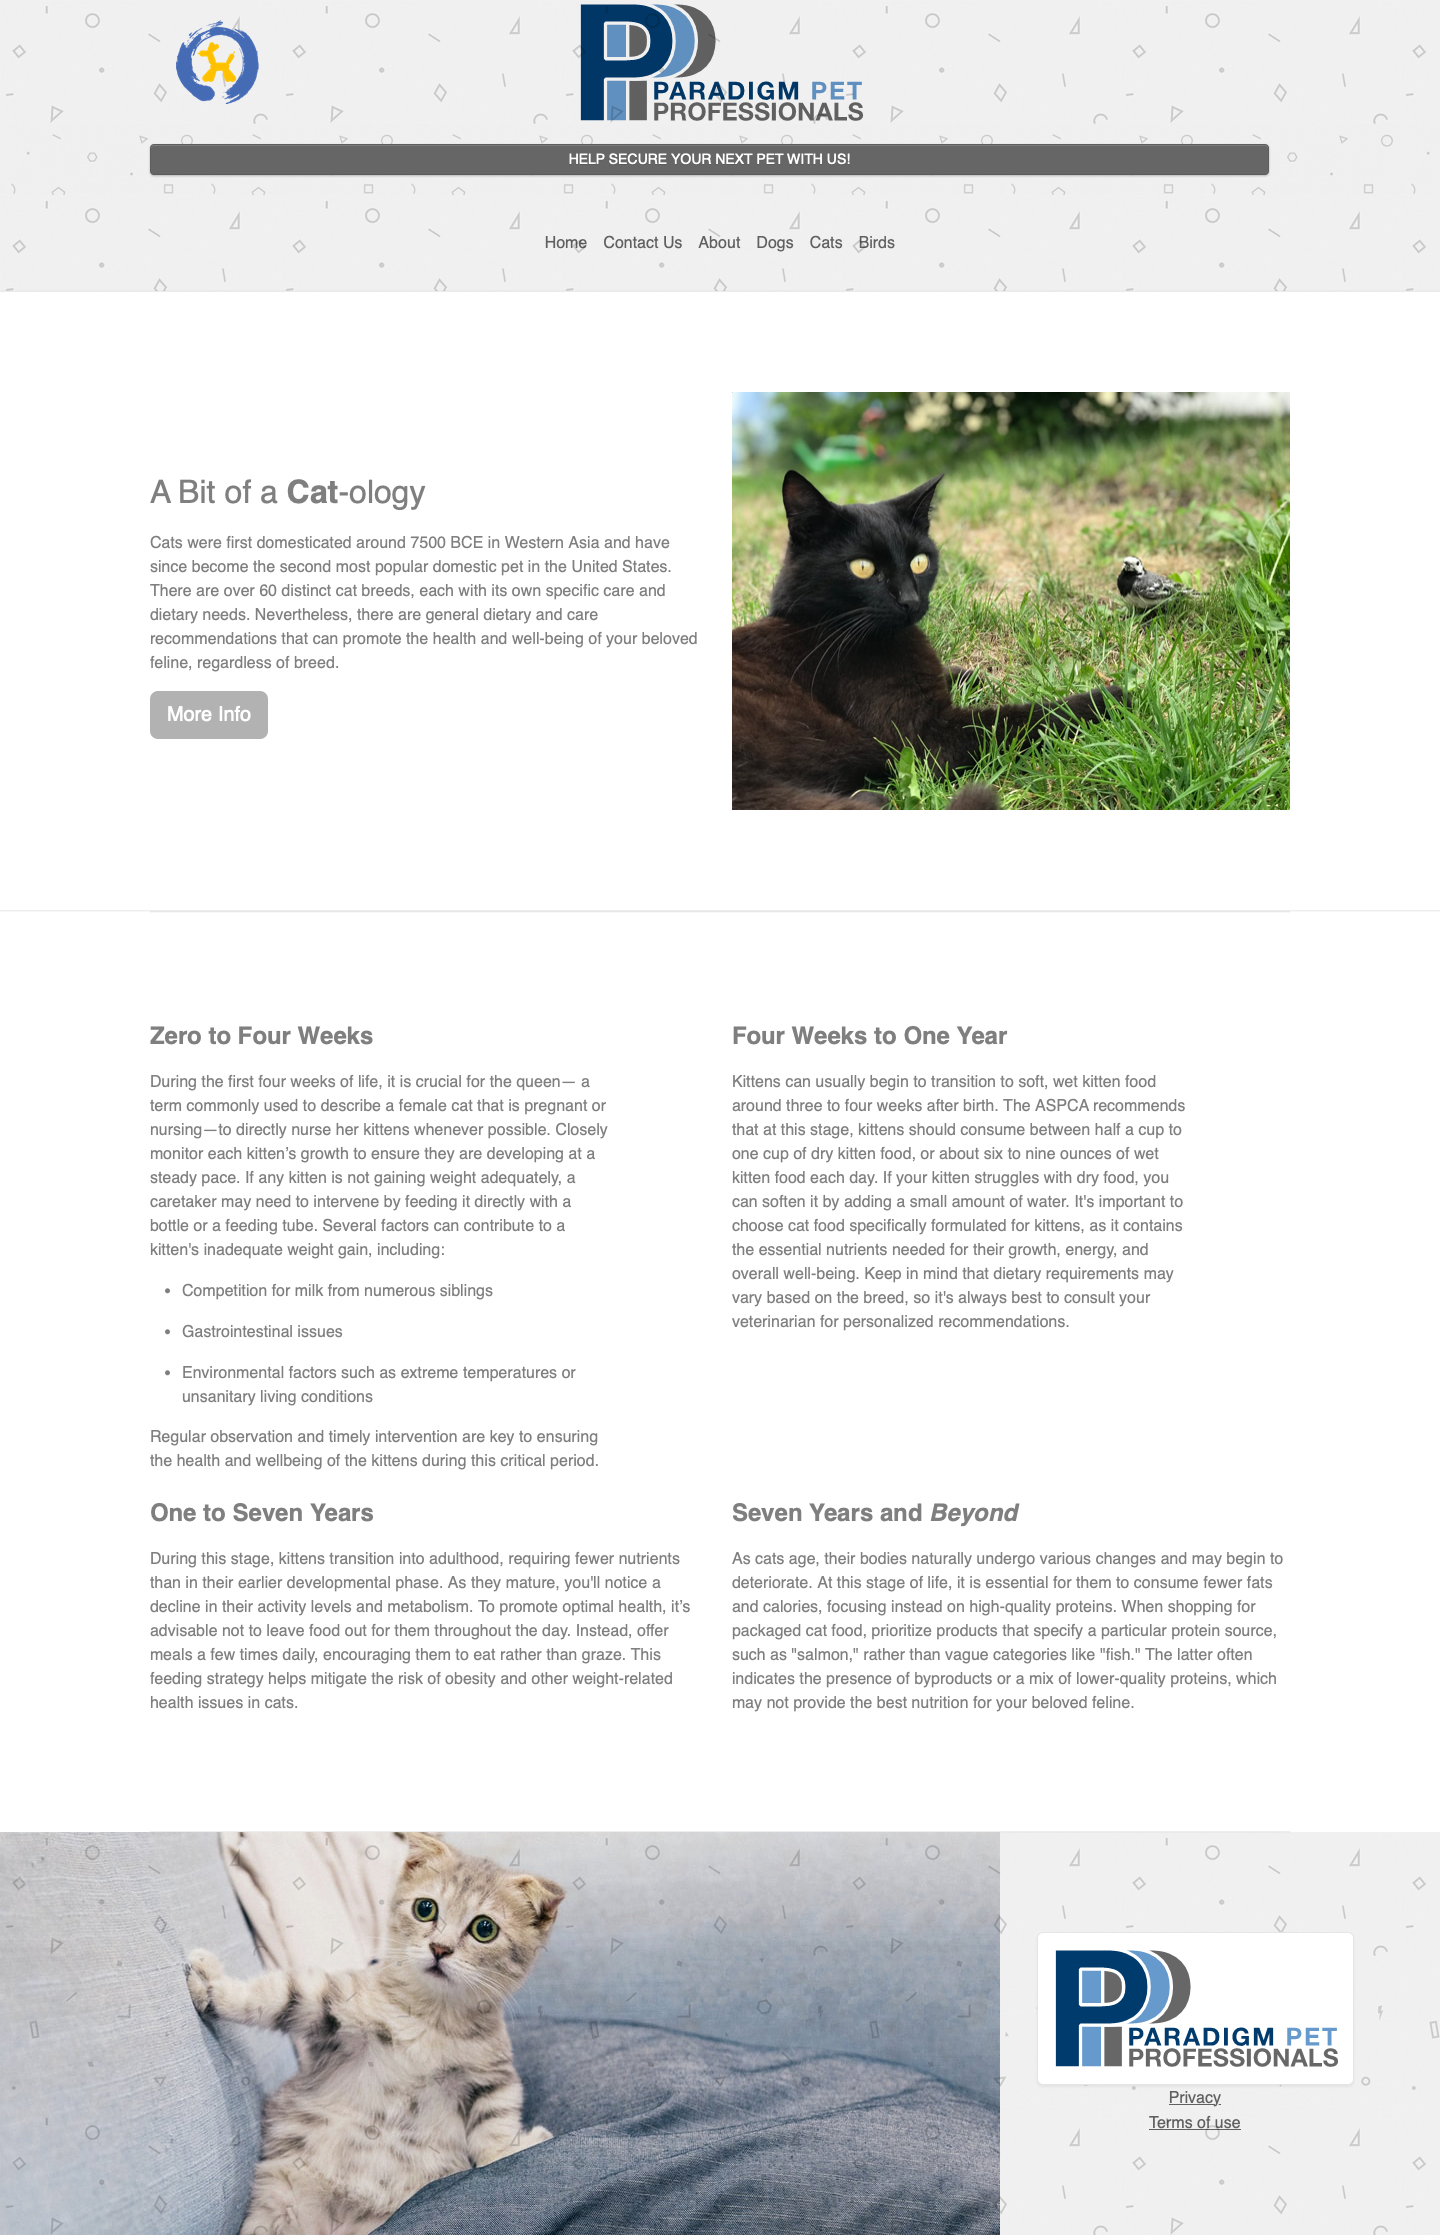 PARADIGM PET
PROFESSIONALS
HELP SECURE YOUR NEXT PET WITH US!
Home Contact Us About Dogs Cats Birds
A Bit of a Cat-ology
Cats were first domesticated around 7500 BCE in Western Asia and have
since become the second most popular domestic pet in the United States.
There are over 60 distinct cat breeds, each with its own specific care and
dietary needs. Nevertheless, there are general dietary and care
recommendations that can promote the health and well-being of your beloved
feline, regardless of breed.
More Info
Zero to Four Weeks
During the first four weeks of life, it is crucial for the queen— a
term commonly used to describe a female cat that is pregnant or
nursing—to directly nurse her kittens whenever possible. Closely
monitor each kitten’s growth to ensure they are developing at a
steady pace. If any kitten is not gaining weight adequately, a
caretaker may need to intervene by feeding it directly with a
bottle or a feeding tube. Several factors can contribute to a
kitten's inadequate weight gain, including:
• Competition for milk from numerous siblings
• Gastrointestinal issues
• Environmental factors such as extreme temperatures or
unsanitary living conditions
Regular observation and timely intervention are key to ensuring
the health and wellbeing of the kittens during this critical period.
Four Weeks to One Year
Kittens can usually begin to transition to soft, wet kitten food
around three to four weeks after birth. The ASPCA recommends
that at this stage, kittens should consume between half a cup to
one cup of dry kitten food, or about six to nine ounces of wet
kitten food each day. If your kitten struggles with dry food, you
can soften it by adding a small amount of water. It's important to
choose cat food specifically formulated for kittens, as it contains
the essential nutrients needed for their growth, energy, and
overall well-being. Keep in mind that dietary requirements may
vary based on the breed, so it's always best to consult your
veterinarian for personalized recommendations.
One to Seven Years
During this stage, kittens transition into adulthood, requiring fewer nutrients
than in their earlier developmental phase. As they mature, you'll notice a
decline in their activity levels and metabolism. To promote optimal health, it’s
advisable not to leave food out for them throughout the day. Instead, offer
meals a few times daily, encouraging them to eat rather than graze. This
feeding strategy helps mitigate the risk of obesity and other weight-related
health issues in cats.
Seven Years and Beyond
As cats age, their bodies naturally undergo various changes and may begin to
deteriorate. At this stage of life, it is essential for them to consume fewer fats
and calories, focusing instead on high-quality proteins. When shopping for
packaged cat food, prioritize products that specify a particular protein source,
such as "salmon," rather than vague categories like "fish." The latter often
indicates the presence of byproducts or a mix of lower-quality proteins, which
may not provide the best nutrition for your beloved feline.
PARADIGM PET
PROFESSIONALS
Privacy
Terms of use